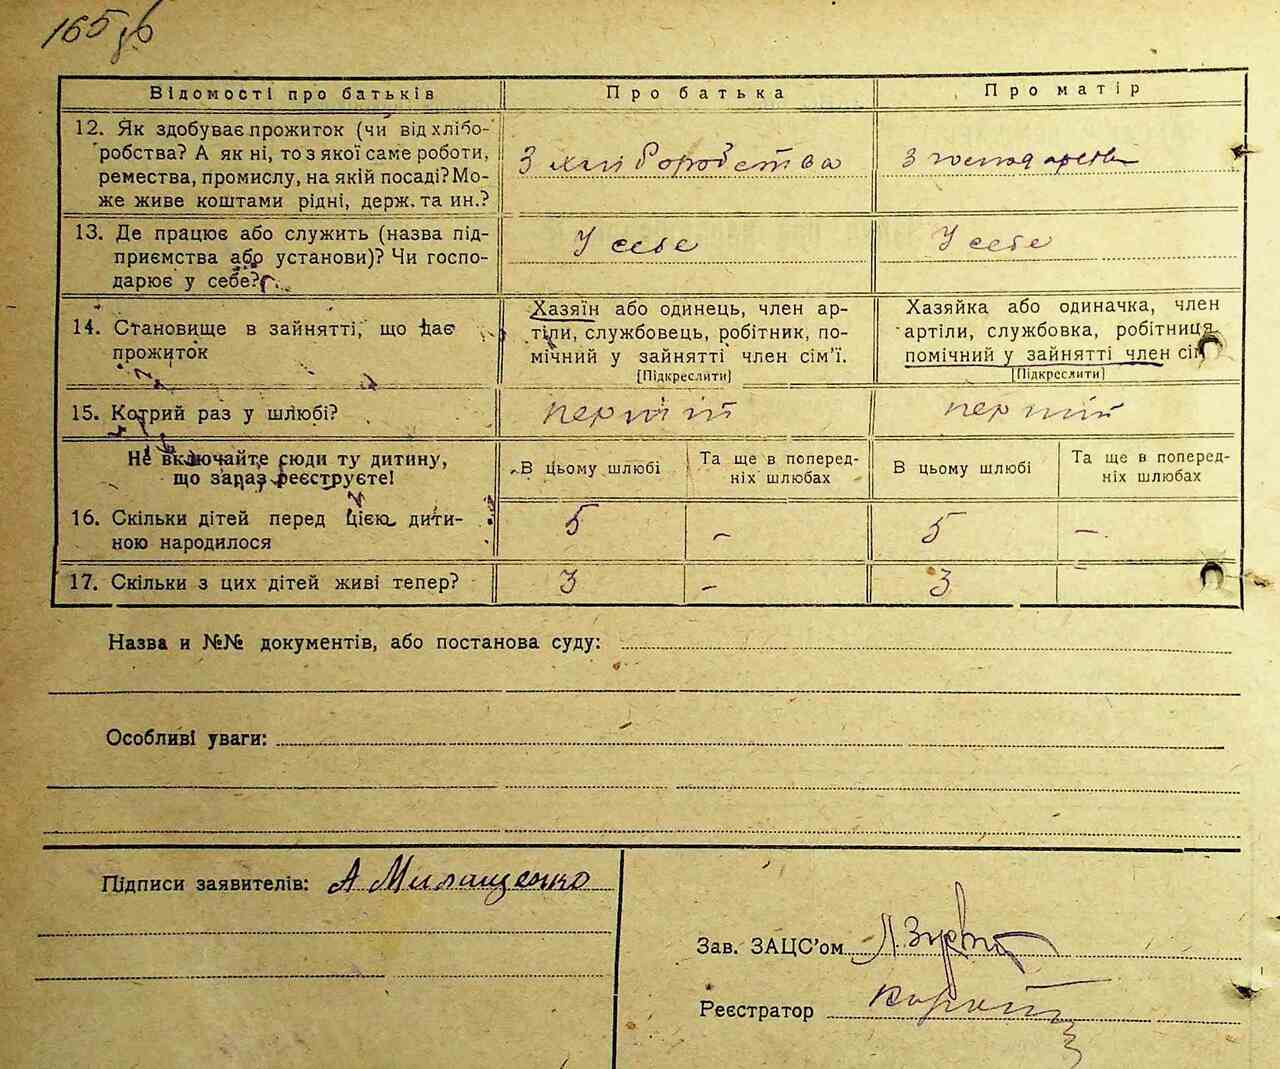 165 зб
Відомості про батьків Про батька Про матір
12. Як здобуває прожиток (чи від хлібо-
робства? А як ні, то з якої саме роботи,
ремества, промислу, на якій посаді? Мо-
же живе коштами рідні, держ. та ин.?
З хліборобства З господарства
13. Де працює або служить (назва під-
приємства або установи)? Чи госпо-
дарює у себе?
У себе У себе
14. Становище в зайнятті, що дає
прожиток
Хазяїн або одинець, член ар-
тіли, службовець, робітник, по-
мічний у зайнятті член сім'ї.
[Підкреслити]
Хазяйка або одиначка, член
артіли, службовка, робітниця
помічний у зайнятті член сім
[Підкреслити]
15. Котрий раз у шлюбі? перший перший
Не включайте сюди ту дитину,
що зараз реєструєте!
В цьому шлюбі
Та ще в поперед-
ніх шлюбах
В цьому шлюбі
Та ще в поперед-
ніх шлюбах
16. Скільки дітей перед цією дити-
ною народилося
5 - 5 -
17. Скільки з цих дітей живі тепер? 3 - 3 -
Назва и №№ документів, або постанова суду:
Особливі уваги:
Підписи заявителів: А Милащенко
Зав. ЗАЦС'ом
Реєстратор